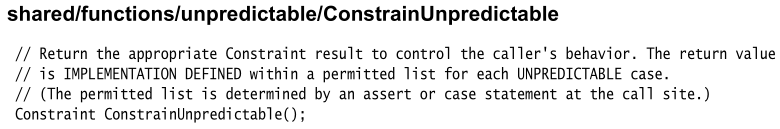 shared/functions/unpredictable/ConstrainUnpredictable
// Return the appropriate Constraint result to control the caller's behavior. The return value
// is IMPLEMENTATION DEFINED within a permitted list for each UNPREDICTABLE case.
// (The permitted list is determined by an assert or case statement at the call site.)
Constraint ConstrainUnpredictable();